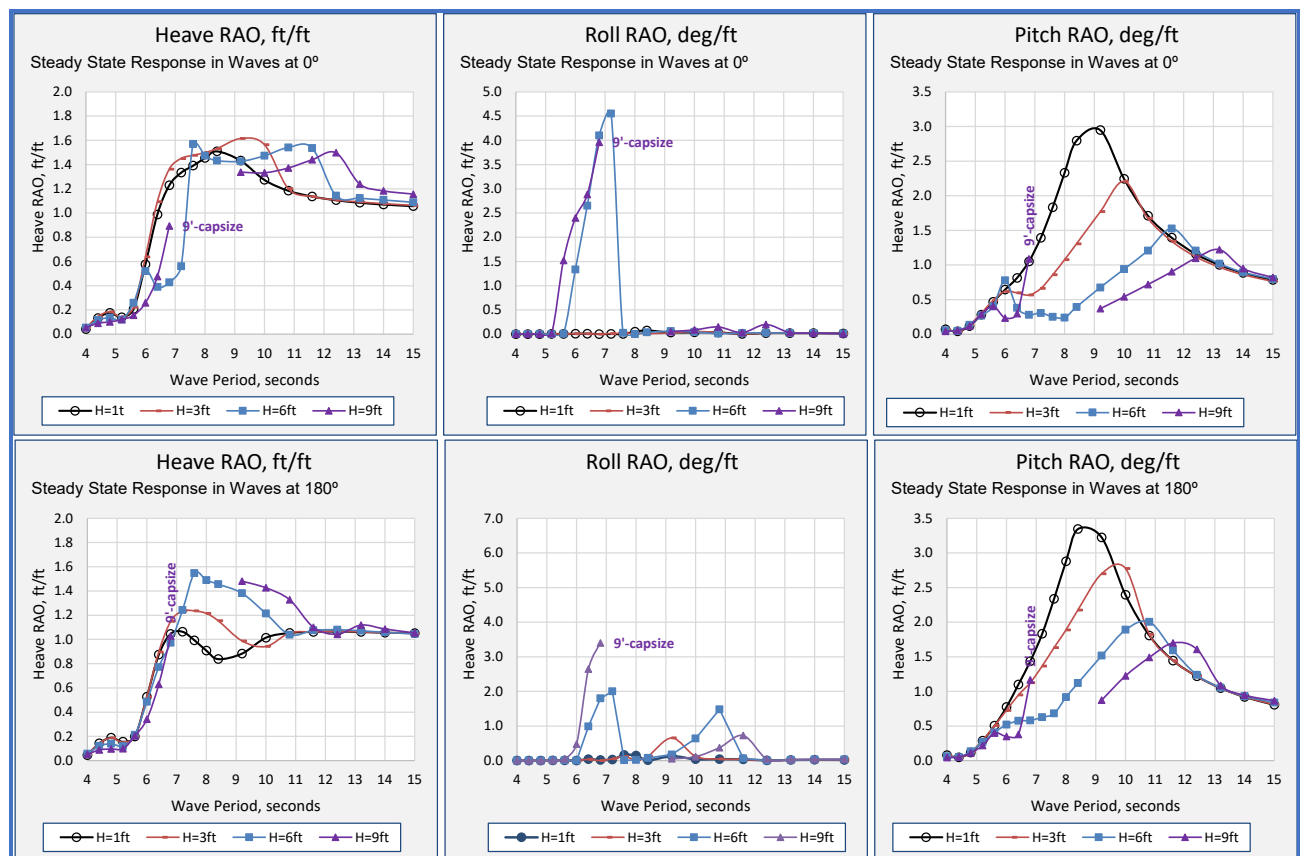 Heave RAO, ft/ft
Steady State Response in Waves at 0º
2.0
1.8
1.6
1.4
1.2
1.0
0.8
0.6
0.4
0.2
0.0
Heave RAO, ft/ft
9'-capsize
4 5 6 7 8 9 10 11 12 13 14 15
Wave Period, seconds
H=1t H=3ft H=6ft H=9ft
Roll RAO, deg/ft
Steady State Response in Waves at 0º
5.0
4.5
4.0
3.5
3.0
2.5
2.0
1.5
1.0
0.5
0.0
Heave RAO, ft/ft
9'-capsize
4 5 6 7 8 9 10 11 12 13 14 15
Wave Period, seconds
H=1ft H=3ft H=6ft H=9ft
Pitch RAO, deg/ft
Steady State Response in Waves at 0º
3.5
3.0
2.5
2.0
1.5
1.0
0.5
0.0
Heave RAO, ft/ft
9'-capsize
4 5 6 7 8 9 10 11 12 13 14 15
Wave Period, seconds
H=1ft H=3ft H=6ft H=9ft
Heave RAO, ft/ft
Steady State Response in Waves at 180º
2.0
1.8
1.6
1.4
1.2
1.0
0.8
0.6
0.4
0.2
0.0
Heave RAO, ft/ft
9'-capsize
4 5 6 7 8 9 10 11 12 13 14 15
Wave Period, seconds
H=1ft H=3ft H=6ft H=9ft
Roll RAO, deg/ft
7.0
6.0
5.0
4.0
3.0
2.0
1.0
0.0
Heave RAO, ft/ft
9'-capsize
4 5 6 7 8 9 10 11 12 13 14 15
Wave Period, seconds
H=1ft H=3ft H=6ft H=9ft
Pitch RAO, deg/ft
Steady State Response in Waves at 180º
3.5
3.0
2.5
2.0
1.5
1.0
0.5
0.0
Heave RAO, ft/ft
9'-capsize
4 5 6 7 8 9 10 11 12 13 14 15
Wave Period, seconds
H=1ft H=3ft H=6ft H=9ft